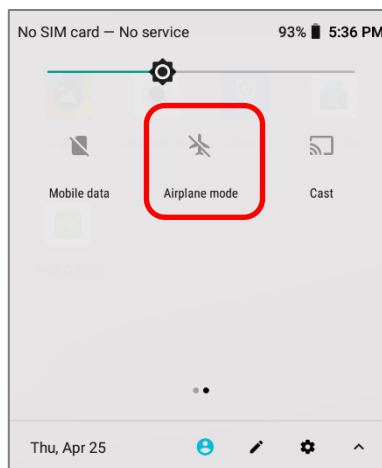 No SIM card — No service 93% 5:36 PM
Mobile data Airplane mode Cast
Thu, Apr 25